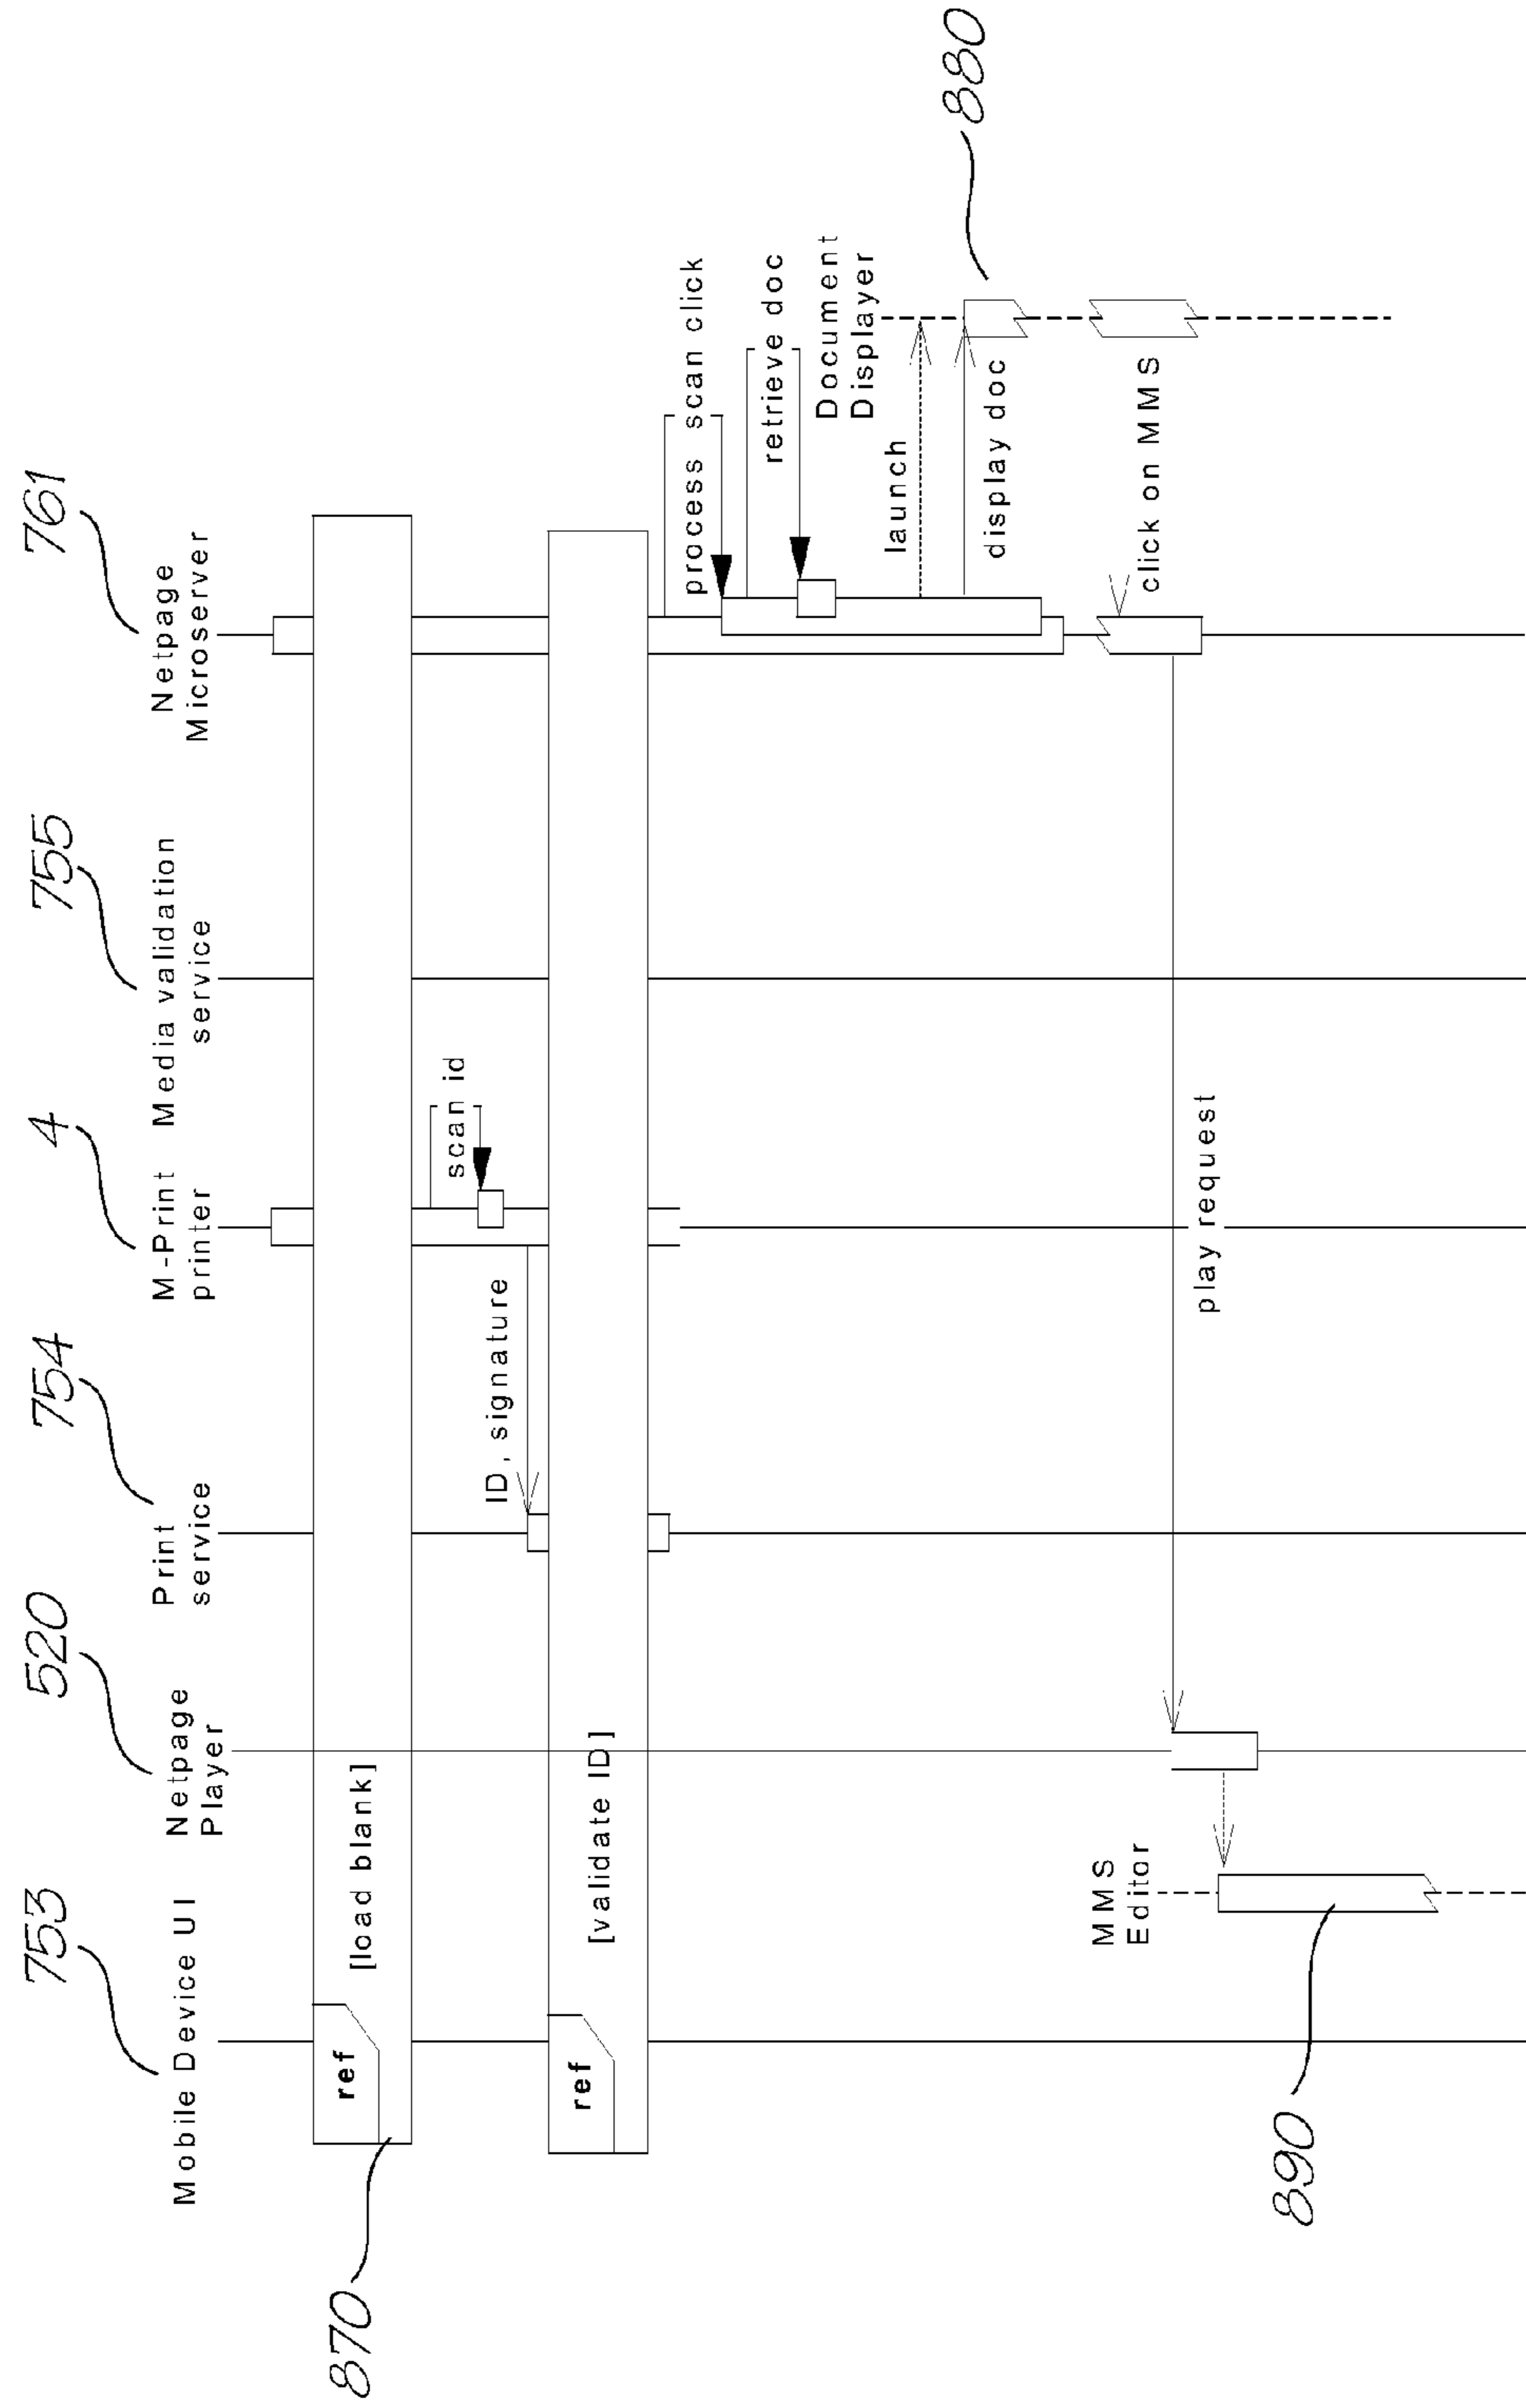 753
520
754
4
755
761
Mobile Device UI
Netpage
Player
Print
service
M-Print
printer
Media validation
service
Netpage
Microserver
870
ref
[load blank]
scan id
ID, signature
ref
[validate ID]
process scan click
retrieve doc
Document
Displayer
launch
880
display doc
MMS
Editor
click on MMS
play request
890